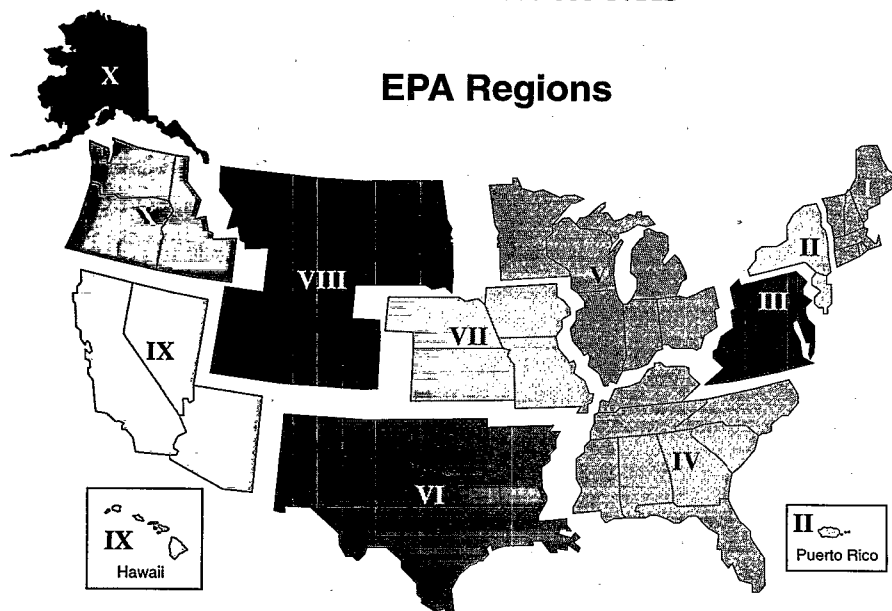 EPA Regions
X
X
I
II
V
VIII
III
VII
IX
IV
VI
IX
Hawaii
II
Puerto Rico